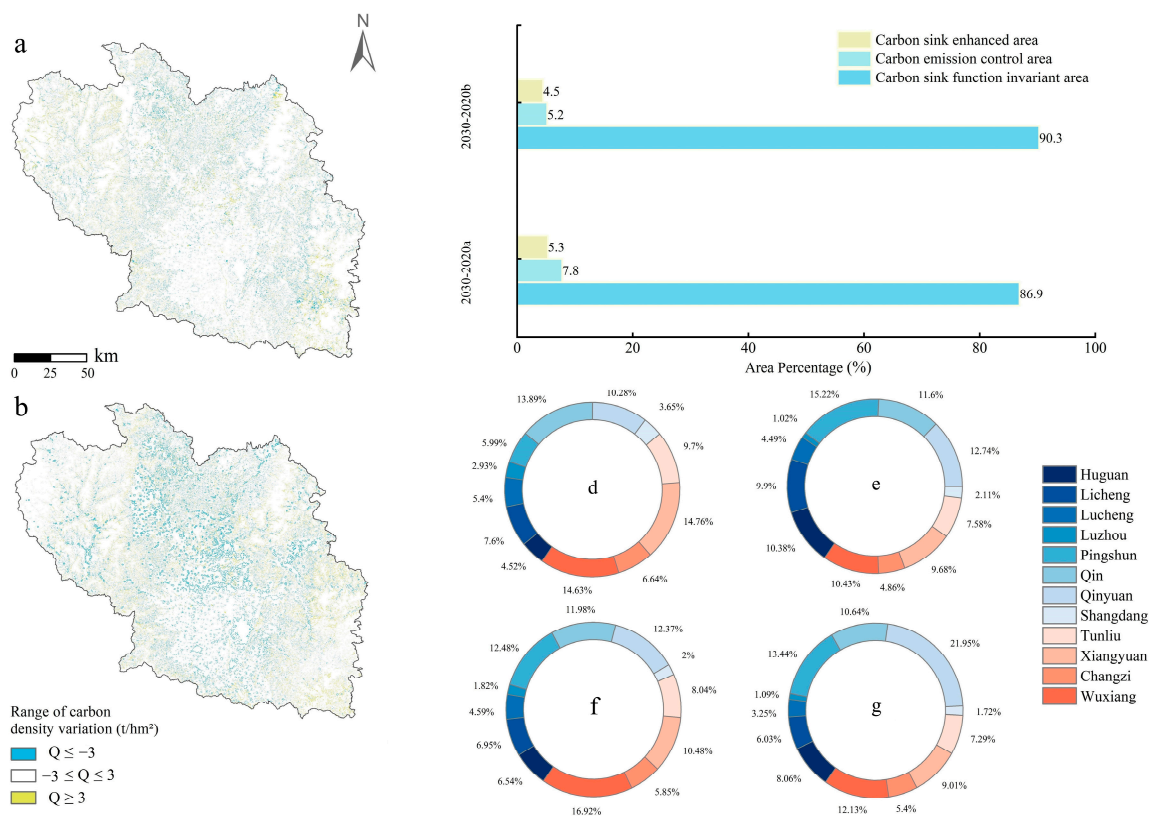 a
N
0 25 50 km
b
Range of carbon
density variation (t/hm²)
Q ≤ −3
−3 ≤ Q ≤ 3
Q ≥ 3
Carbon sink enhanced area
Carbon emission control area
Carbon sink function invariant area
2030-2020b
4.5
5.2
90.3
2030-2020a
5.3
7.8
86.9
0 20 40 60 80 100
Area Percentage (%)
d
13.89%
10.28%
3.65%
9.7%
14.76%
6.64%
14.63%
4.52%
7.6%
5.4%
2.93%
5.99%
e
15.22%
11.6%
12.74%
2.11%
7.58%
9.68%
4.86%
10.43%
10.38%
9.9%
4.49%
1.02%
f
11.98%
12.37%
2%
8.04%
10.48%
5.85%
16.92%
6.54%
6.95%
4.59%
1.82%
12.48%
g
10.64%
21.95%
1.72%
7.29%
9.01%
5.4%
12.13%
8.06%
6.03%
3.25%
1.09%
13.44%
Huguan
Licheng
Lucheng
Luzhou
Pingshun
Qin
Qinyuan
Shangdang
Tunliu
Xiangyuan
Changzi
Wuxiang